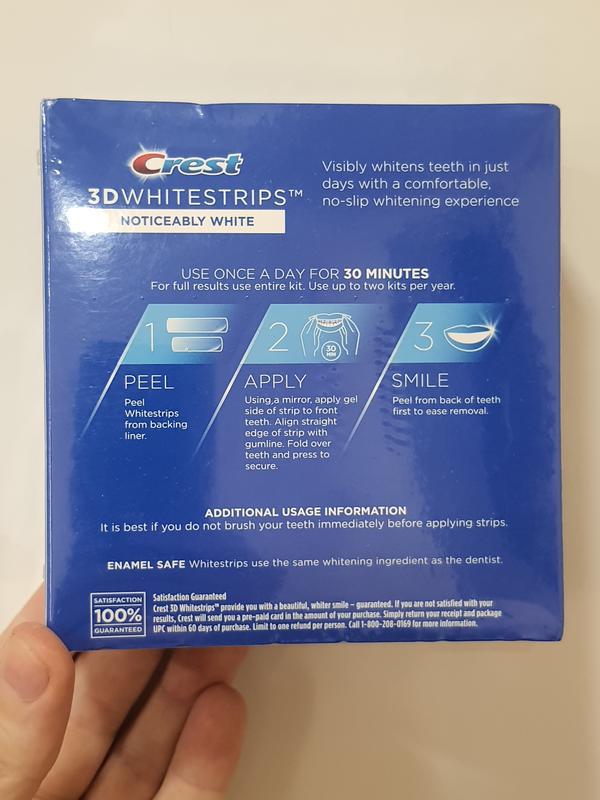 Crest
3DWHITESTRIPS™
NOTICEABLY WHITE
Visibly whitens teeth in just
days with a comfortable,
no-slip whitening experience
USE ONCE A DAY FOR 30 MINUTES
For full results use entire kit. Use up to two kits per year.
1
PEEL
Peel
Whitestrips
from backing
liner.
2
30
MIN
APPLY
Using a mirror, apply gel
side of strip to front
teeth. Align straight
edge of strip with
gumline. Fold over
teeth and press to
secure.
3
SMILE
Peel from back of teeth
first to ease removal.
ADDITIONAL USAGE INFORMATION
It is best if you do not brush your teeth immediately before applying strips.
ENAMEL SAFE Whitestrips use the same whitening ingredient as the dentist.
SATISFACTION
100%
GUARANTEED
Satisfaction Guaranteed
Crest 3D Whitestrips™ provide you with a beautiful, whiter smile – guaranteed. If you are not satisfied with your
results, Crest will send you a pre-paid card in the amount of your purchase. Simply return your receipt and package
UPC within 60 days of purchase. Limit to one refund per person. Call 1-800-208-0169 for more information.